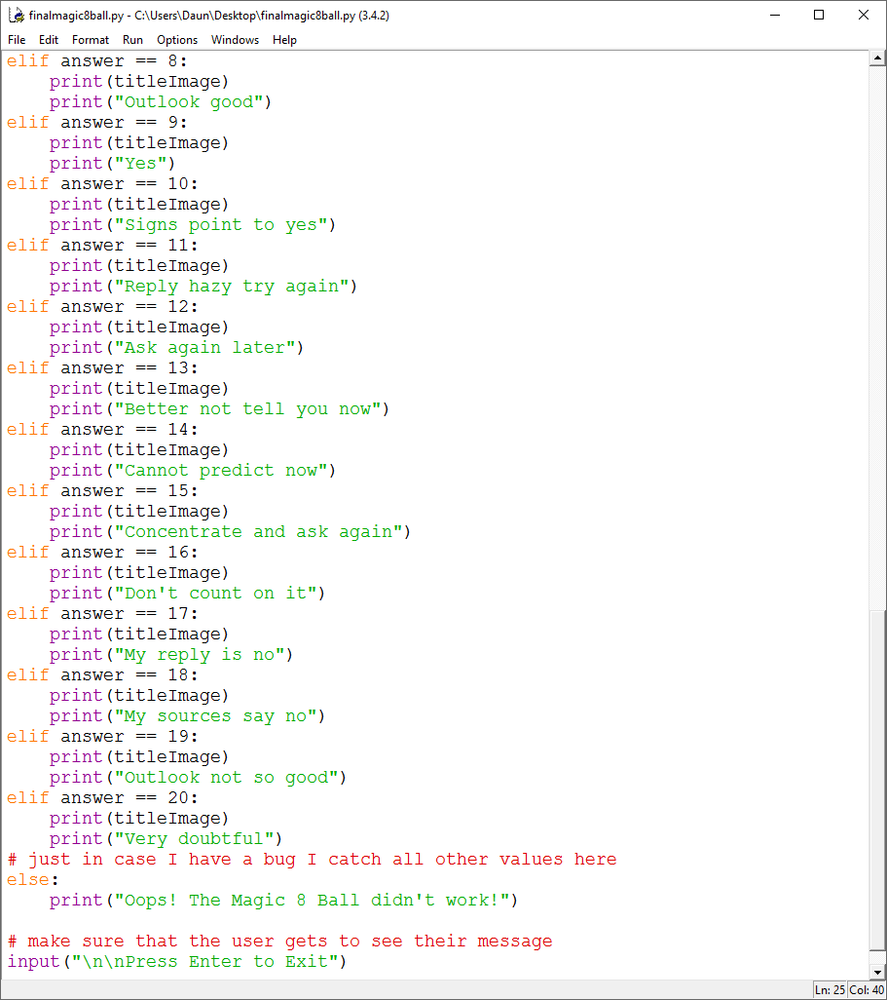 finalmagic8ball.py - C:\Users\Daun\Desktop\finalmagic8ball.py (3.4.2)
File Edit Format Run Options Windows Help
elif answer == 8:
    print(titleImage)
    print("Outlook good")
elif answer == 9:
    print(titleImage)
    print("Yes")
elif answer == 10:
    print(titleImage)
    print("Signs point to yes")
elif answer == 11:
    print(titleImage)
    print("Reply hazy try again")
elif answer == 12:
    print(titleImage)
    print("Ask again later")
elif answer == 13:
    print(titleImage)
    print("Better not tell you now")
elif answer == 14:
    print(titleImage)
    print("Cannot predict now")
elif answer == 15:
    print(titleImage)
    print("Concentrate and ask again")
elif answer == 16:
    print(titleImage)
    print("Don't count on it")
elif answer == 17:
    print(titleImage)
    print("My reply is no")
elif answer == 18:
    print(titleImage)
    print("My sources say no")
elif answer == 19:
    print(titleImage)
    print("Outlook not so good")
elif answer == 20:
    print(titleImage)
    print("Very doubtful")
# just in case I have a bug I catch all other values here
else:
    print("Oops! The Magic 8 Ball didn't work!")

# make sure that the user gets to see their message
input("\n\nPress Enter to Exit")
Ln: 25 Col: 40